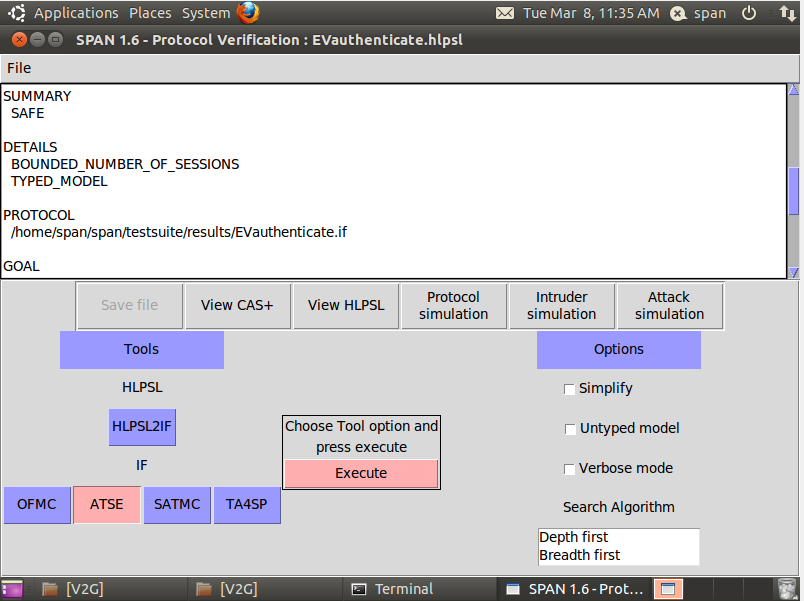 Applications Places System Tue Mar 8, 11:35 AM span
SPAN 1.6 - Protocol Verification : EVauthenticate.hlpsl
File
SUMMARY
SAFE
DETAILS
BOUNDED_NUMBER_OF_SESSIONS
TYPED_MODEL
PROTOCOL
/home/span/span/testsuite/results/EVauthenticate.if
GOAL
Save file View CAS+ View HLPSL Protocol simulation Intruder simulation Attack simulation
Tools
Options
HLPSL
Simplify
HLPSL2IF
Choose Tool option and
press execute
Untyped model
IF
Execute
Verbose mode
OFMC ATSE SATMC TA4SP
Search Algorithm
Depth first
Breadth first
[V2G] [V2G] Terminal SPAN 1.6 - Prot...